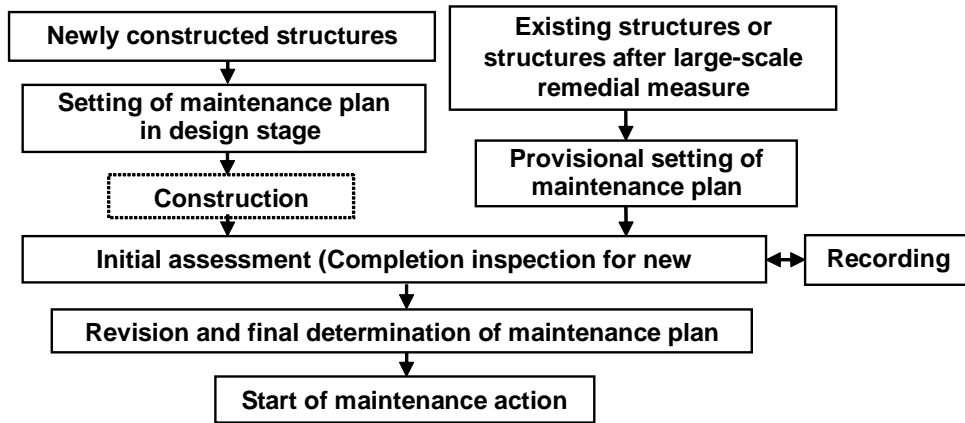 Newly constructed structures
Existing structures or
structures after large-scale
remedial measure
Setting of maintenance plan
in design stage
Provisional setting of
maintenance plan
Construction
Initial assessment (Completion inspection for new
Recording
Revision and final determination of maintenance plan
Start of maintenance action